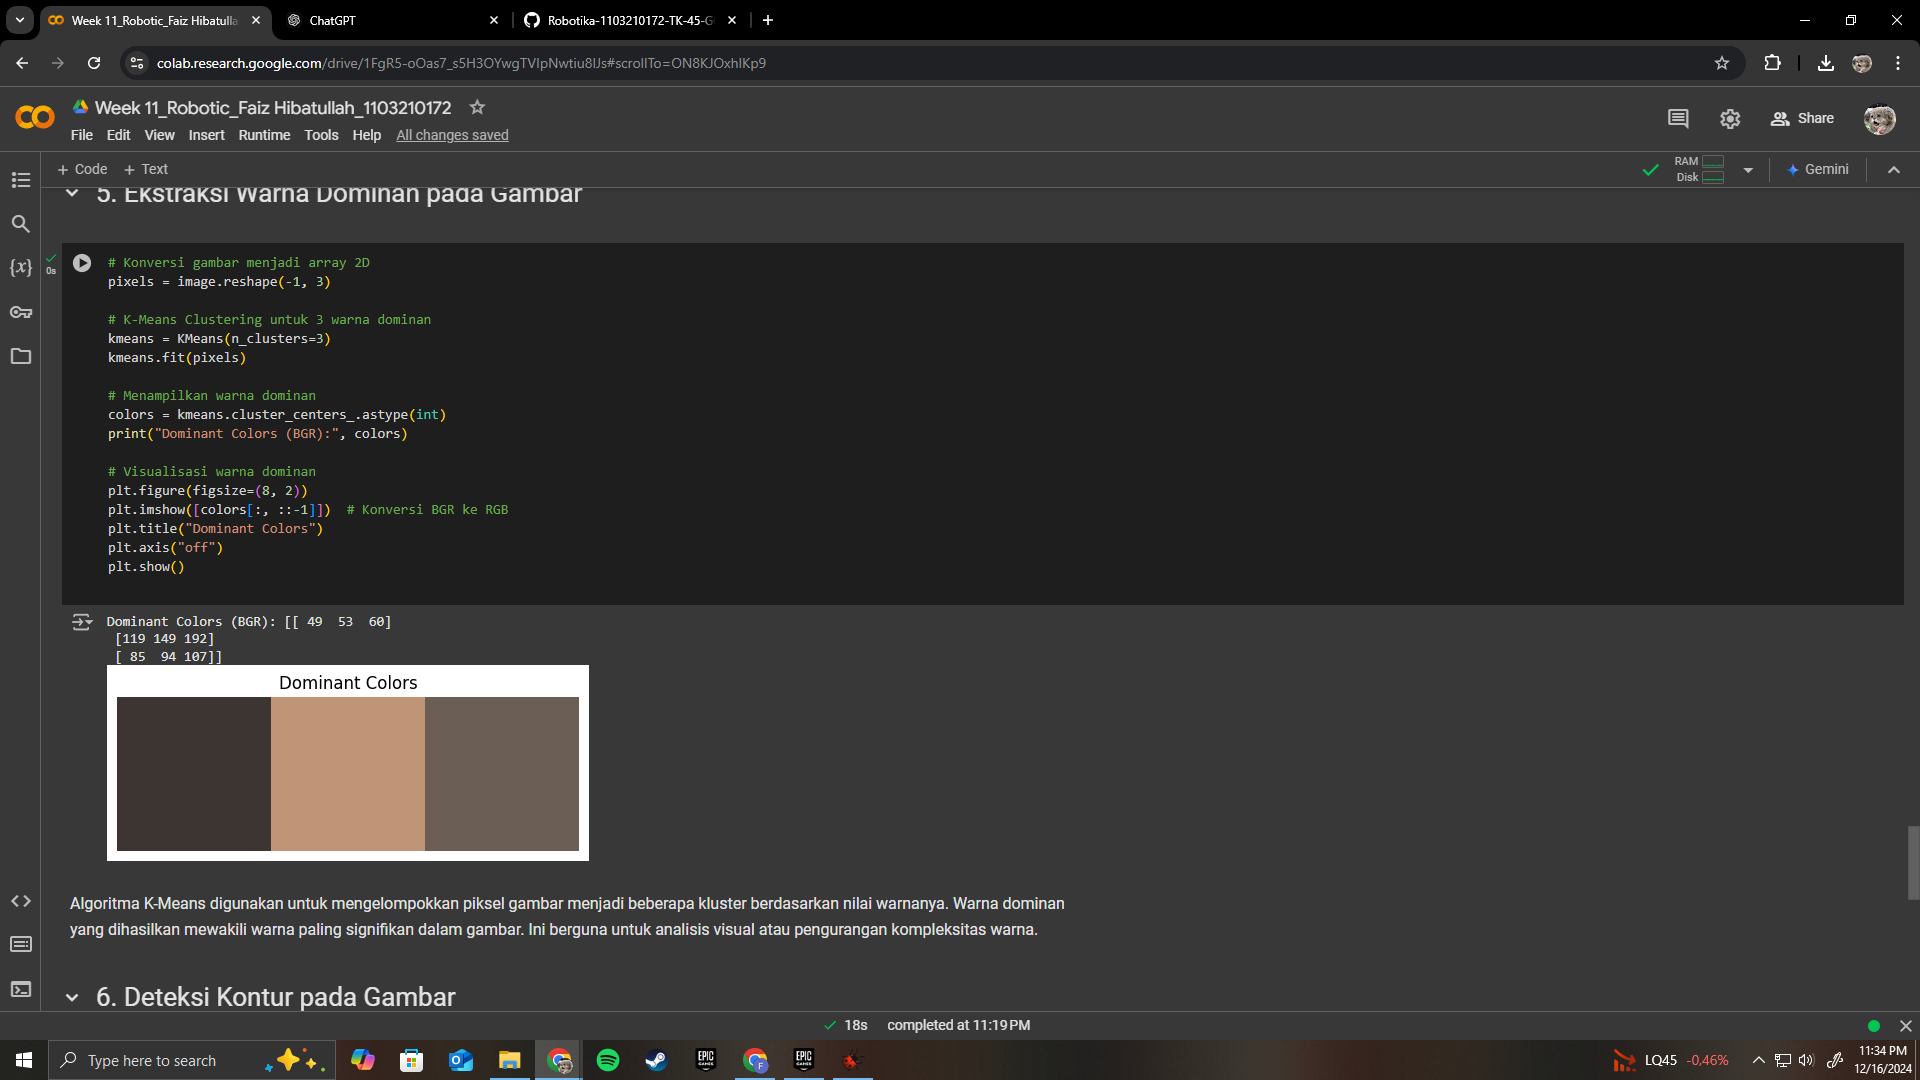 Week 11_Robotic_Faiz Hibatulla
ChatGPT
Robotika-1103210172-TK-45-G
colab.research.google.com/drive/1FgR5-oOas7_s5H3OYwgTVIpNwtiu8IJs#scrollTo=ON8KJOxhlKp9
Week 11_Robotic_Faiz Hibatullah_1103210172
File Edit View Insert Runtime Tools Help All changes saved
Share
+ Code + Text
RAM
Disk
Gemini
5. Ekstraksi Warna Dominan pada Gambar
0s
# Konversi gambar menjadi array 2D
pixels = image.reshape(-1, 3)
# K-Means Clustering untuk 3 warna dominan
kmeans = KMeans(n_clusters=3)
kmeans.fit(pixels)
# Menampilkan warna dominan
colors = kmeans.cluster_centers_.astype(int)
print("Dominant Colors (BGR):", colors)
# Visualisasi warna dominan
plt.figure(figsize=(8, 2))
plt.imshow([colors[:, ::-1]])  # Konversi BGR ke RGB
plt.title("Dominant Colors")
plt.axis("off")
plt.show()
Dominant Colors (BGR): [[ 49  53  60]
[119 149 192]
[ 85  94 107]]
Dominant Colors
Algoritma K-Means digunakan untuk mengelompokkan piksel gambar menjadi beberapa kluster berdasarkan nilai warnanya. Warna dominan
yang dihasilkan mewakili warna paling signifikan dalam gambar. Ini berguna untuk analisis visual atau pengurangan kompleksitas warna.
6. Deteksi Kontur pada Gambar
18s completed at 11:19 PM
Type here to search
EPIC GAMES
F
EPIC GAMES
LQ45 -0,46%
11:34 PM
12/16/2024